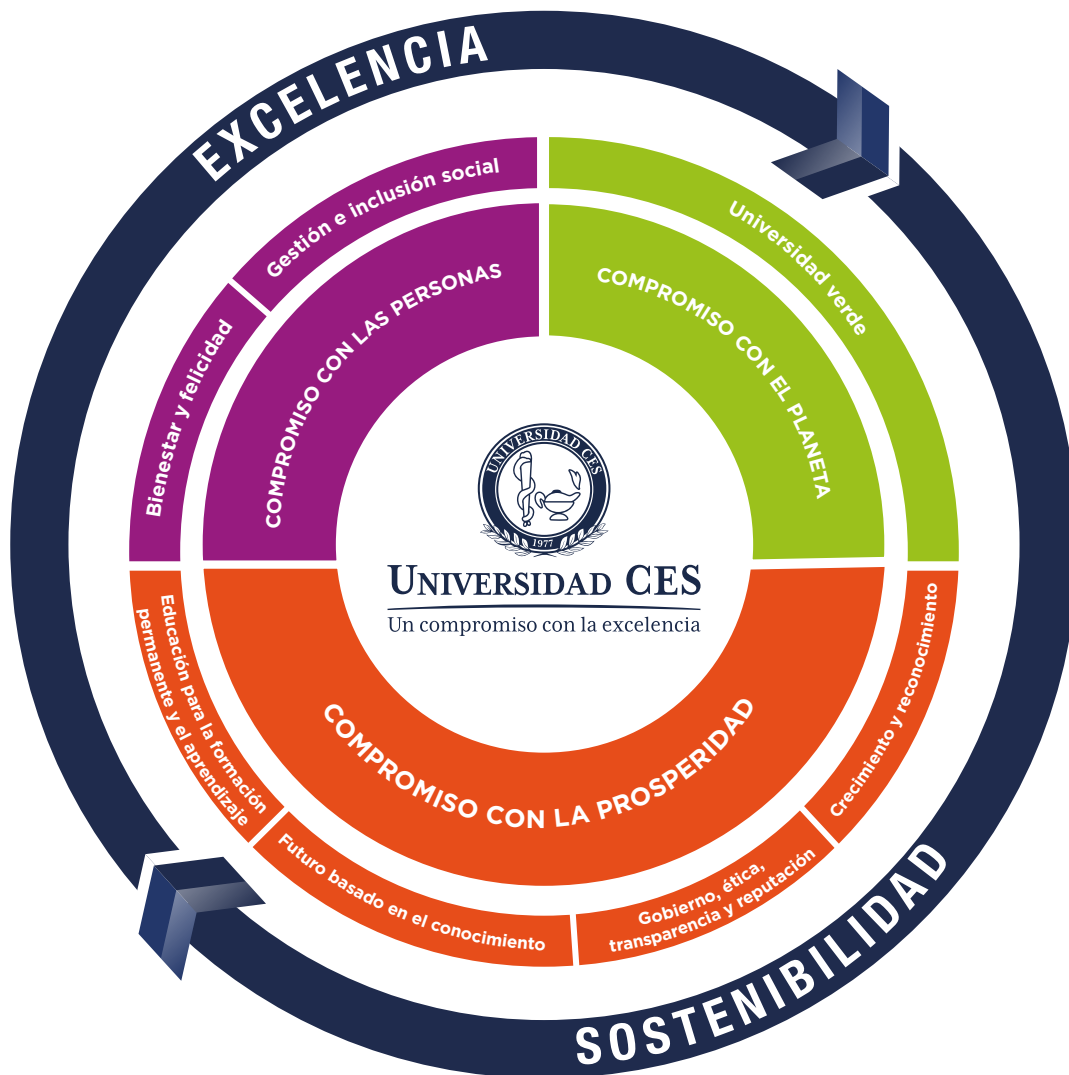 EXCELENCIA
Gestión e inclusión social
Bienestar y felicidad
COMPROMISO CON LAS PERSONAS
Universidad verde
COMPROMISO CON EL PLANETA
UNIVERSIDAD CES
1977
UNIVERSIDAD CES
Un compromiso con la excelencia
COMPROMISO CON LA PROSPERIDAD
Educación para la formación
permanente y el aprendizaje
Futuro basado en el conocimiento
Gobierno, ética,
transparencia y reputación
Crecimiento y reconocimiento
SOSTENIBILIDAD